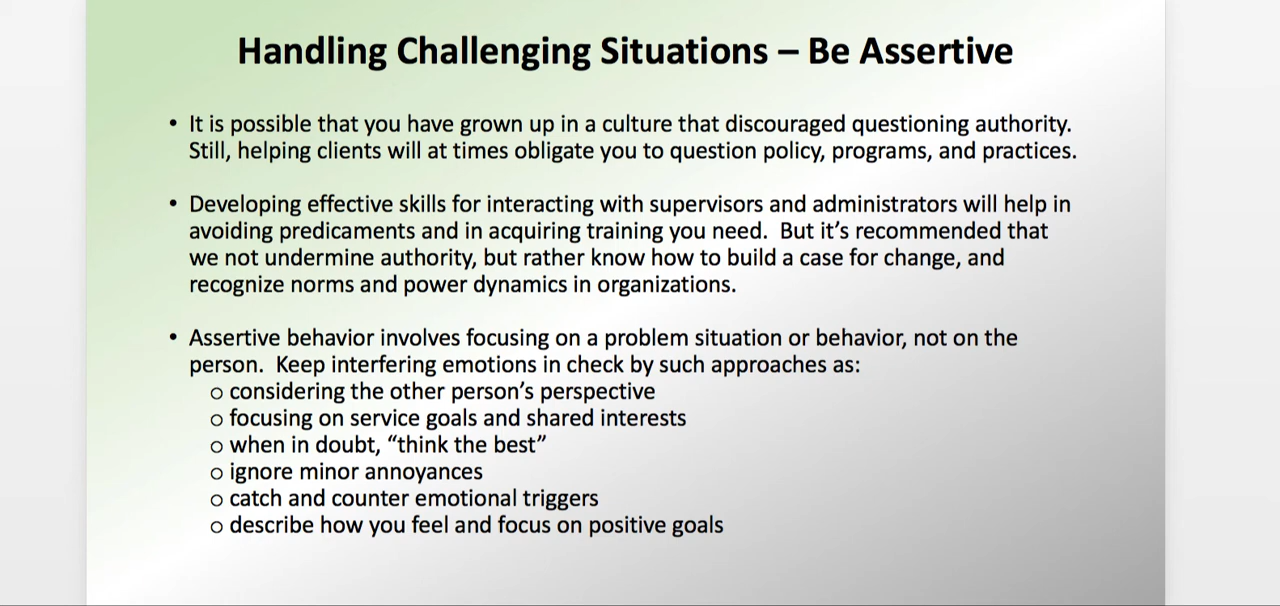 Handling Challenging Situations – Be Assertive
• It is possible that you have grown up in a culture that discouraged questioning authority.
Still, helping clients will at times obligate you to question policy, programs, and practices.
• Developing effective skills for interacting with supervisors and administrators will help in
avoiding predicaments and in acquiring training you need.  But it’s recommended that
we not undermine authority, but rather know how to build a case for change, and
recognize norms and power dynamics in organizations.
• Assertive behavior involves focusing on a problem situation or behavior, not on the
person.  Keep interfering emotions in check by such approaches as:
o considering the other person’s perspective
o focusing on service goals and shared interests
o when in doubt, “think the best”
o ignore minor annoyances
o catch and counter emotional triggers
o describe how you feel and focus on positive goals